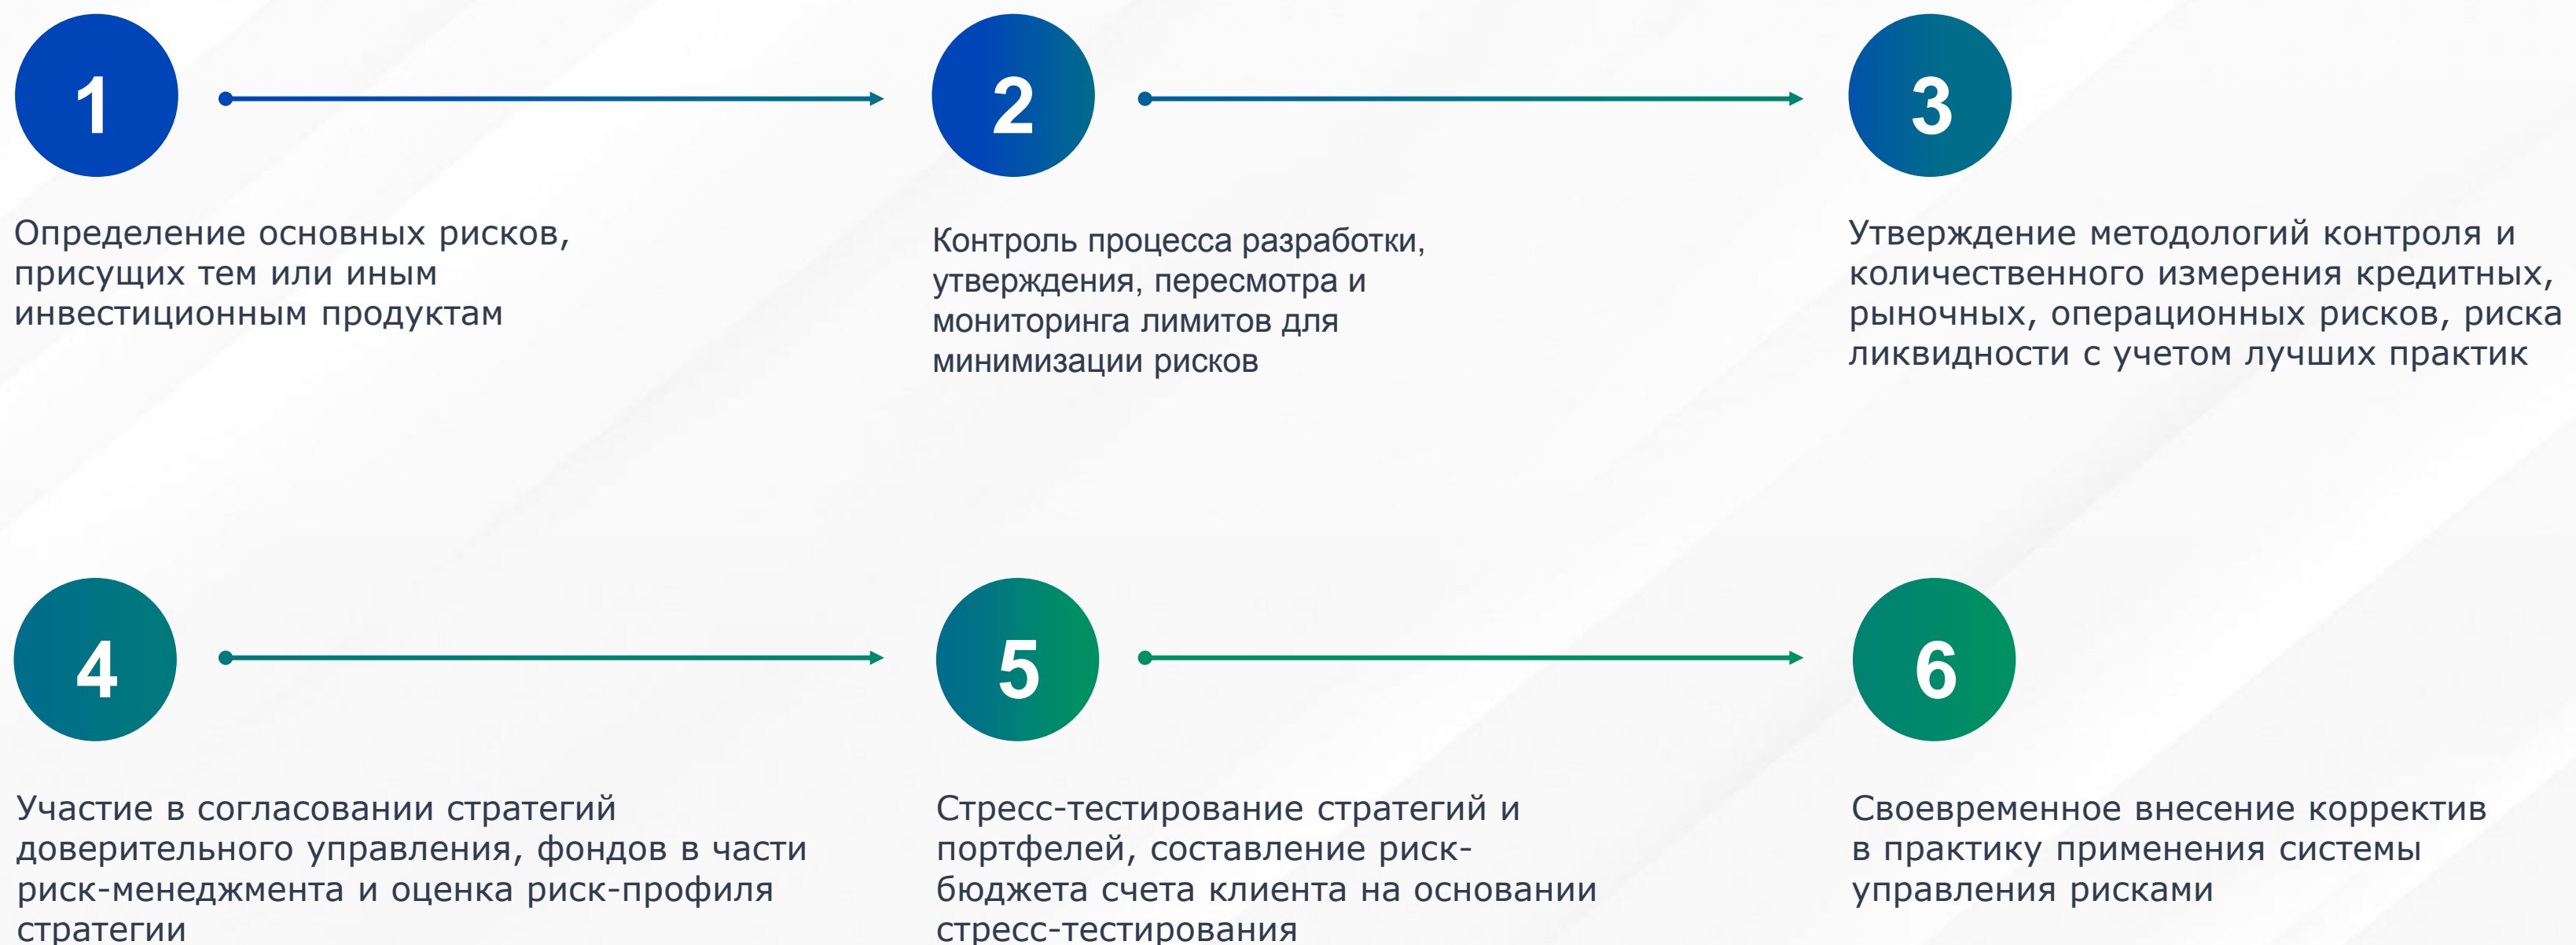 1
Определение основных рисков,
присущих тем или иным
инвестиционным продуктам
2
Контроль процесса разработки,
утверждения, пересмотра и
мониторинга лимитов для
минимизации рисков
3
Утверждение методологий контроля и
количественного измерения кредитных,
рыночных, операционных рисков, риска
ликвидности с учетом лучших практик
4
Участие в согласовании стратегий
доверительного управления, фондов в части
риск-менеджмента и оценка риск-профиля
стратегии
5
Стресс-тестирование стратегий и
портфелей, составление риск-
бюджета счета клиента на основании
стресс-тестирования
6
Своевременное внесение корректив
в практику применения системы
управления рисками